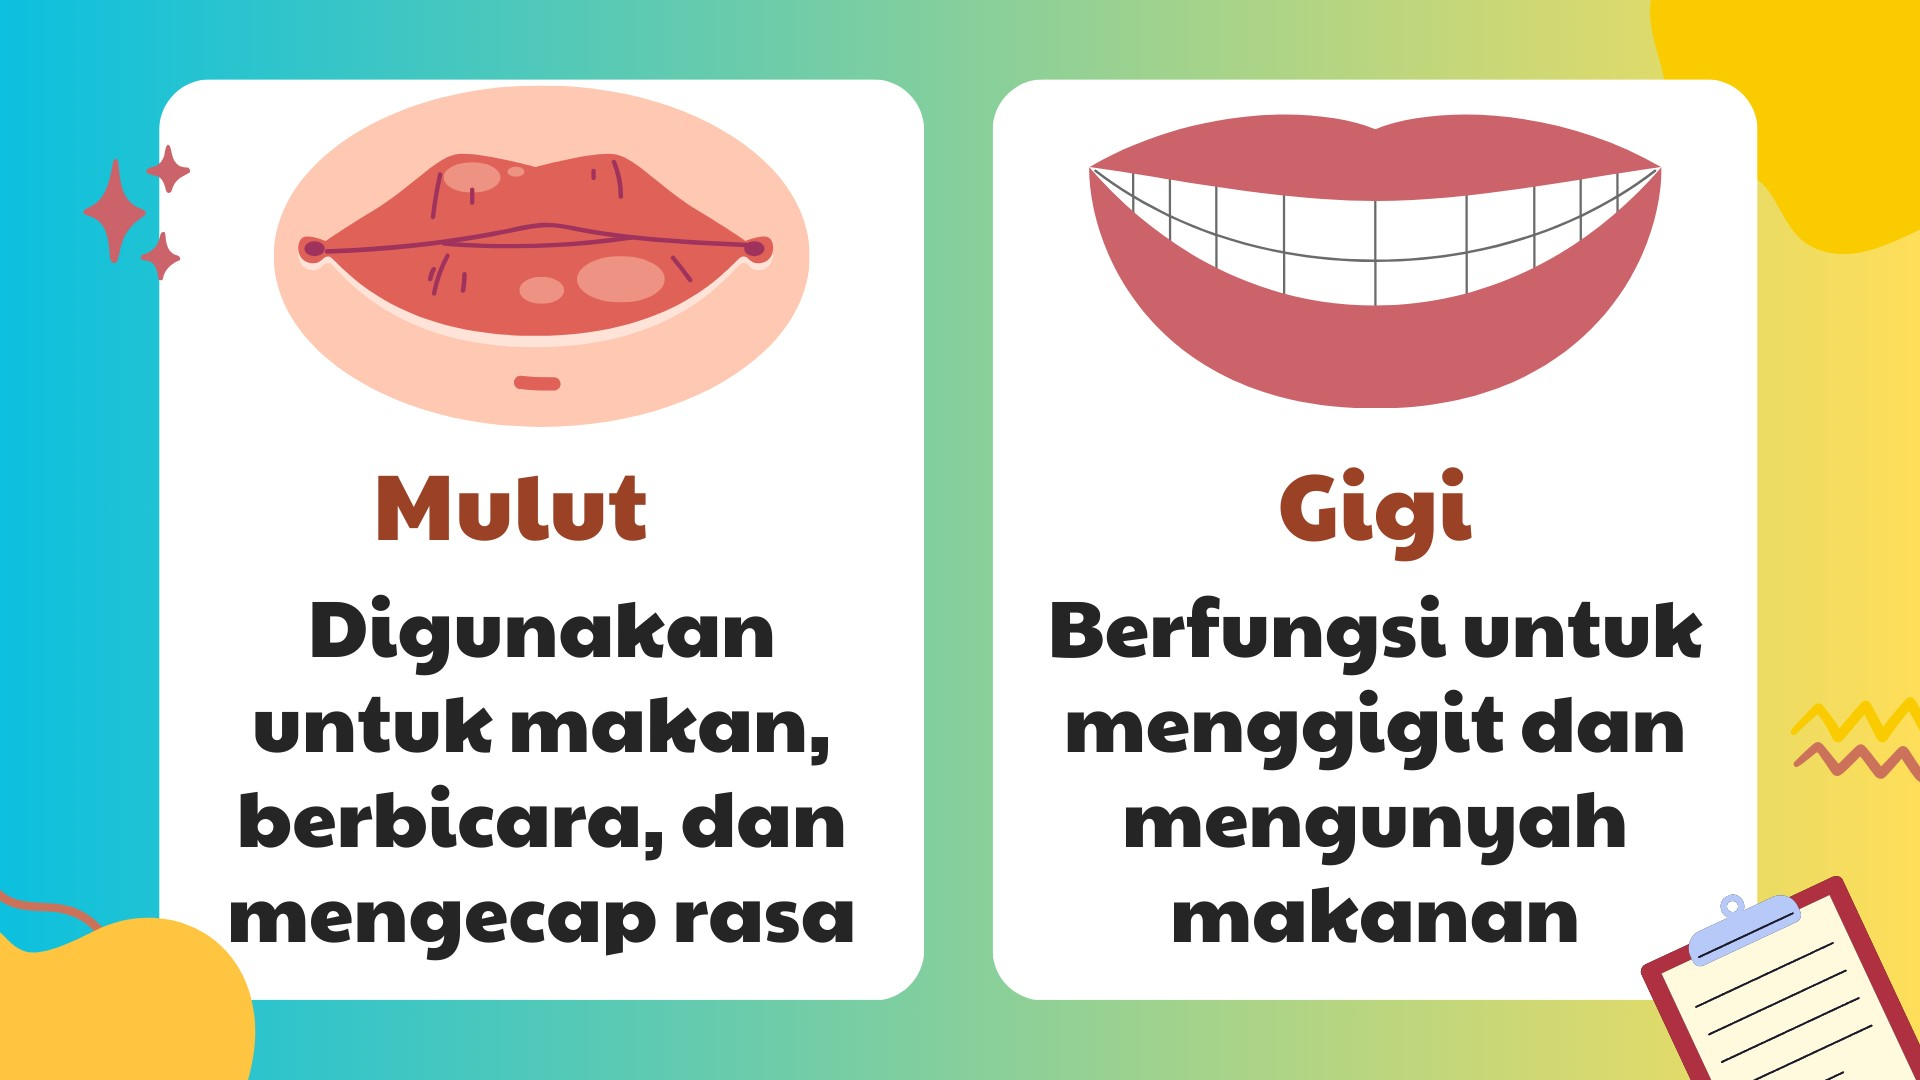 Mulut
Digunakan
untuk makan,
berbicara, dan
mengecap rasa
Gigi
Berfungsi untuk
menggigit dan
mengunyah
makanan